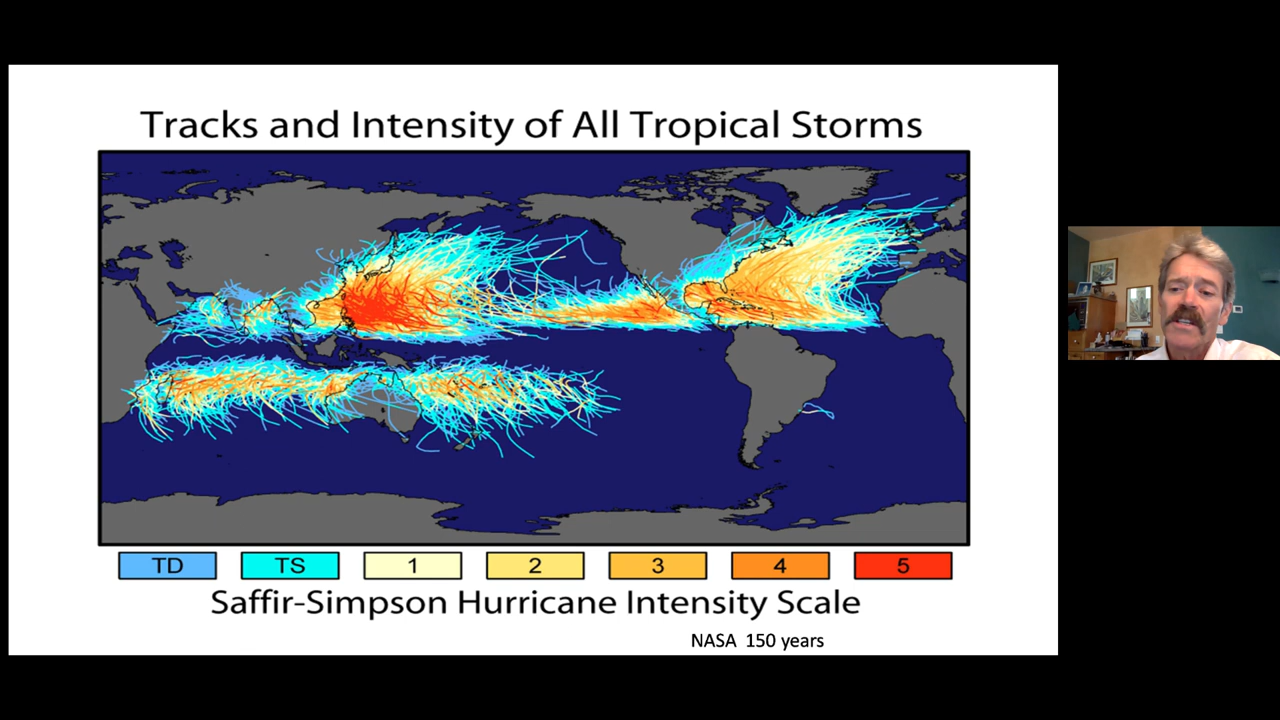 Tracks and Intensity of All Tropical Storms
TD TS 1 2 3 4 5
Saffir-Simpson Hurricane Intensity Scale
NASA 150 years